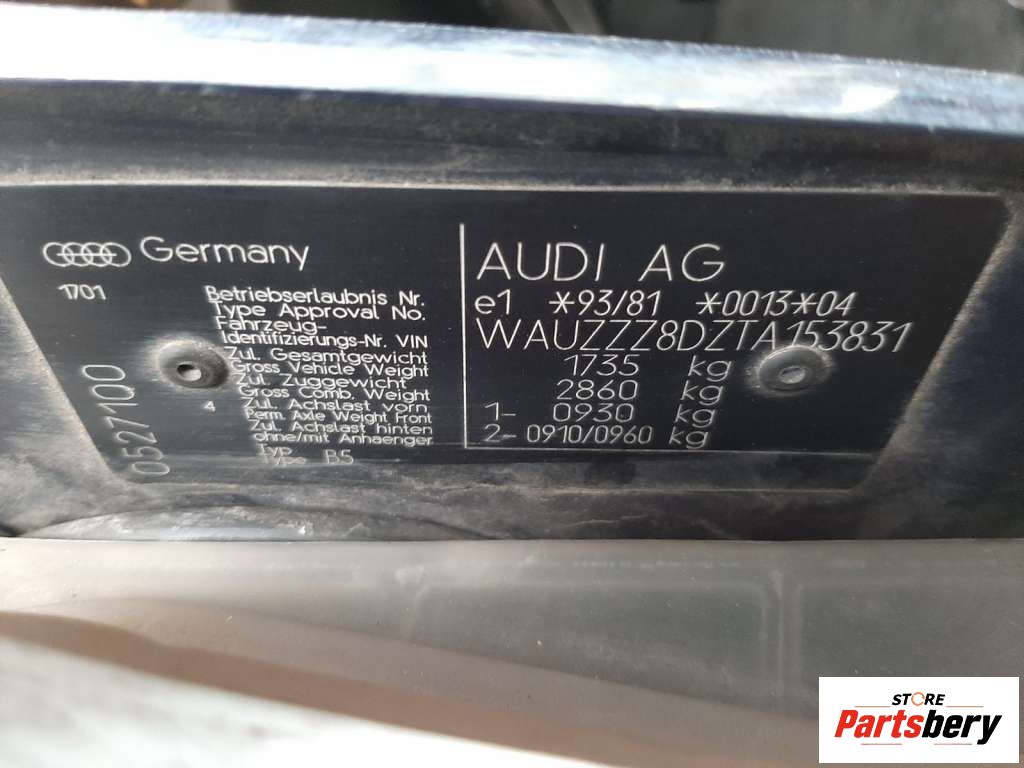 Germany
1701
Betriebserlaubnis Nr.
Type Approval No.
Fahrzeug-
Identifizierungs-Nr. VIN
Zul. Gesamtgewicht
Gross Vehicle Weight
Zul. Zuggewicht
Gross Comb. Weight
4
Zul. Achslast vorn
Perm. Axle Weight Front
Zul. Achslast hinten
ohne/mit Anhaenger
Typ
Type B5
0527100
AUDI AG
e1 *93/81 *0013*04
WAUZZZ8DZTA153831
1735 kg
2860 kg
1- 0930 kg
2- 0910/0960 kg
STORE
Partsbery